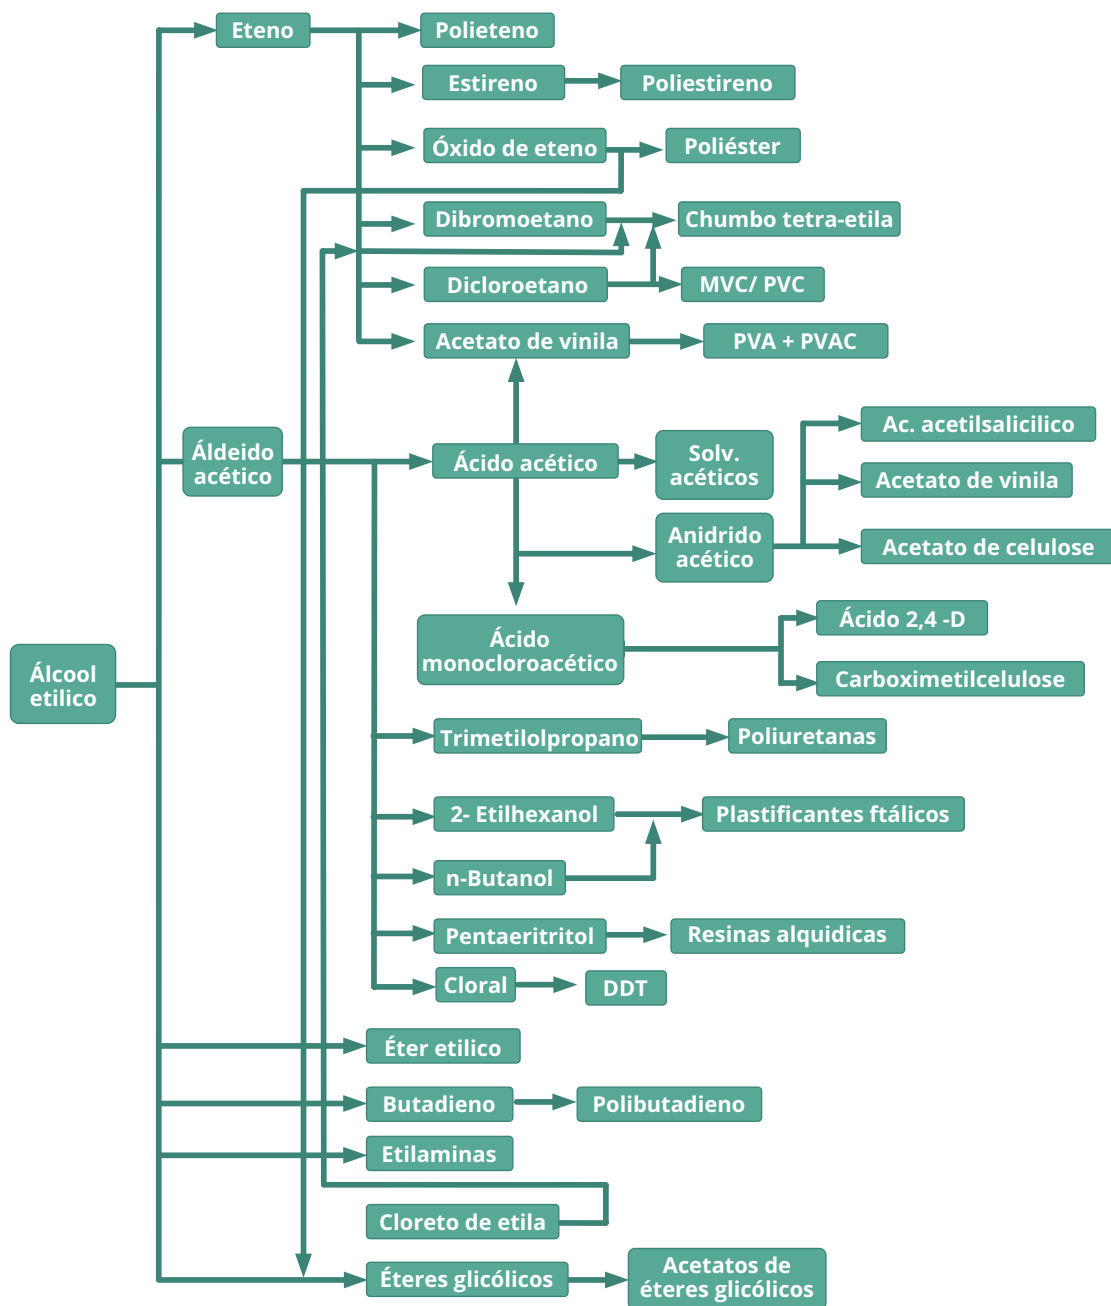 Eteno
Polieteno
Estireno
Poliestireno
Óxido de eteno
Poliéster
Dibromoetano
Chumbo tetra-etila
Dicloroetano
MVC/ PVC
Acetato de vinila
PVA + PVAC
Áldeido
acético
Ácido acético
Solv.
acéticos
Ac. acetilsalicilico
Acetato de vinila
Anidrido
acético
Acetato de celulose
Ácido
monocloroacético
Ácido 2,4 -D
Carboximetilcelulose
Álcool
etilico
Trimetilolpropano
Poliuretanas
2- Etilhexanol
Plastificantes ftálicos
n-Butanol
Pentaeritritol
Resinas alquidicas
Cloral
DDT
Éter etilico
Butadieno
Polibutadieno
Etilaminas
Cloreto de etila
Éteres glicólicos
Acetatos de
éteres glicólicos